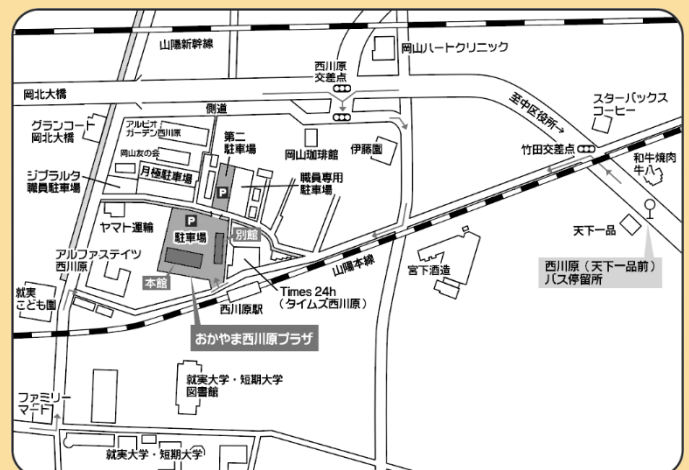 山陽新幹線
岡山ハートクリニック
西川原
交差点
岡北大橋
至中区役所→
スターバックス
コーヒー
側道
グランコート
岡北大橋
アルビオ
ガーデン西川原
第二
駐車場
岡山珈琲館
伊藤園
竹田交差点
岡山友の会
和牛焼肉
牛八
ジブラルタ
職員駐車場
月極駐車場
職員専用
駐車場
P
P
ヤマト運輸
駐車場
別館
天下一品
アルファステイツ
西川原
山陽本線
宮下酒造
西川原(天下一品前)
バス停留所
本館
就実
こども園
Times 24h
(タイムズ西川原)
西川原駅
おかやま西川原プラザ
就実大学・短期大学
図書館
ファミリー
マート
就実大学・短期大学